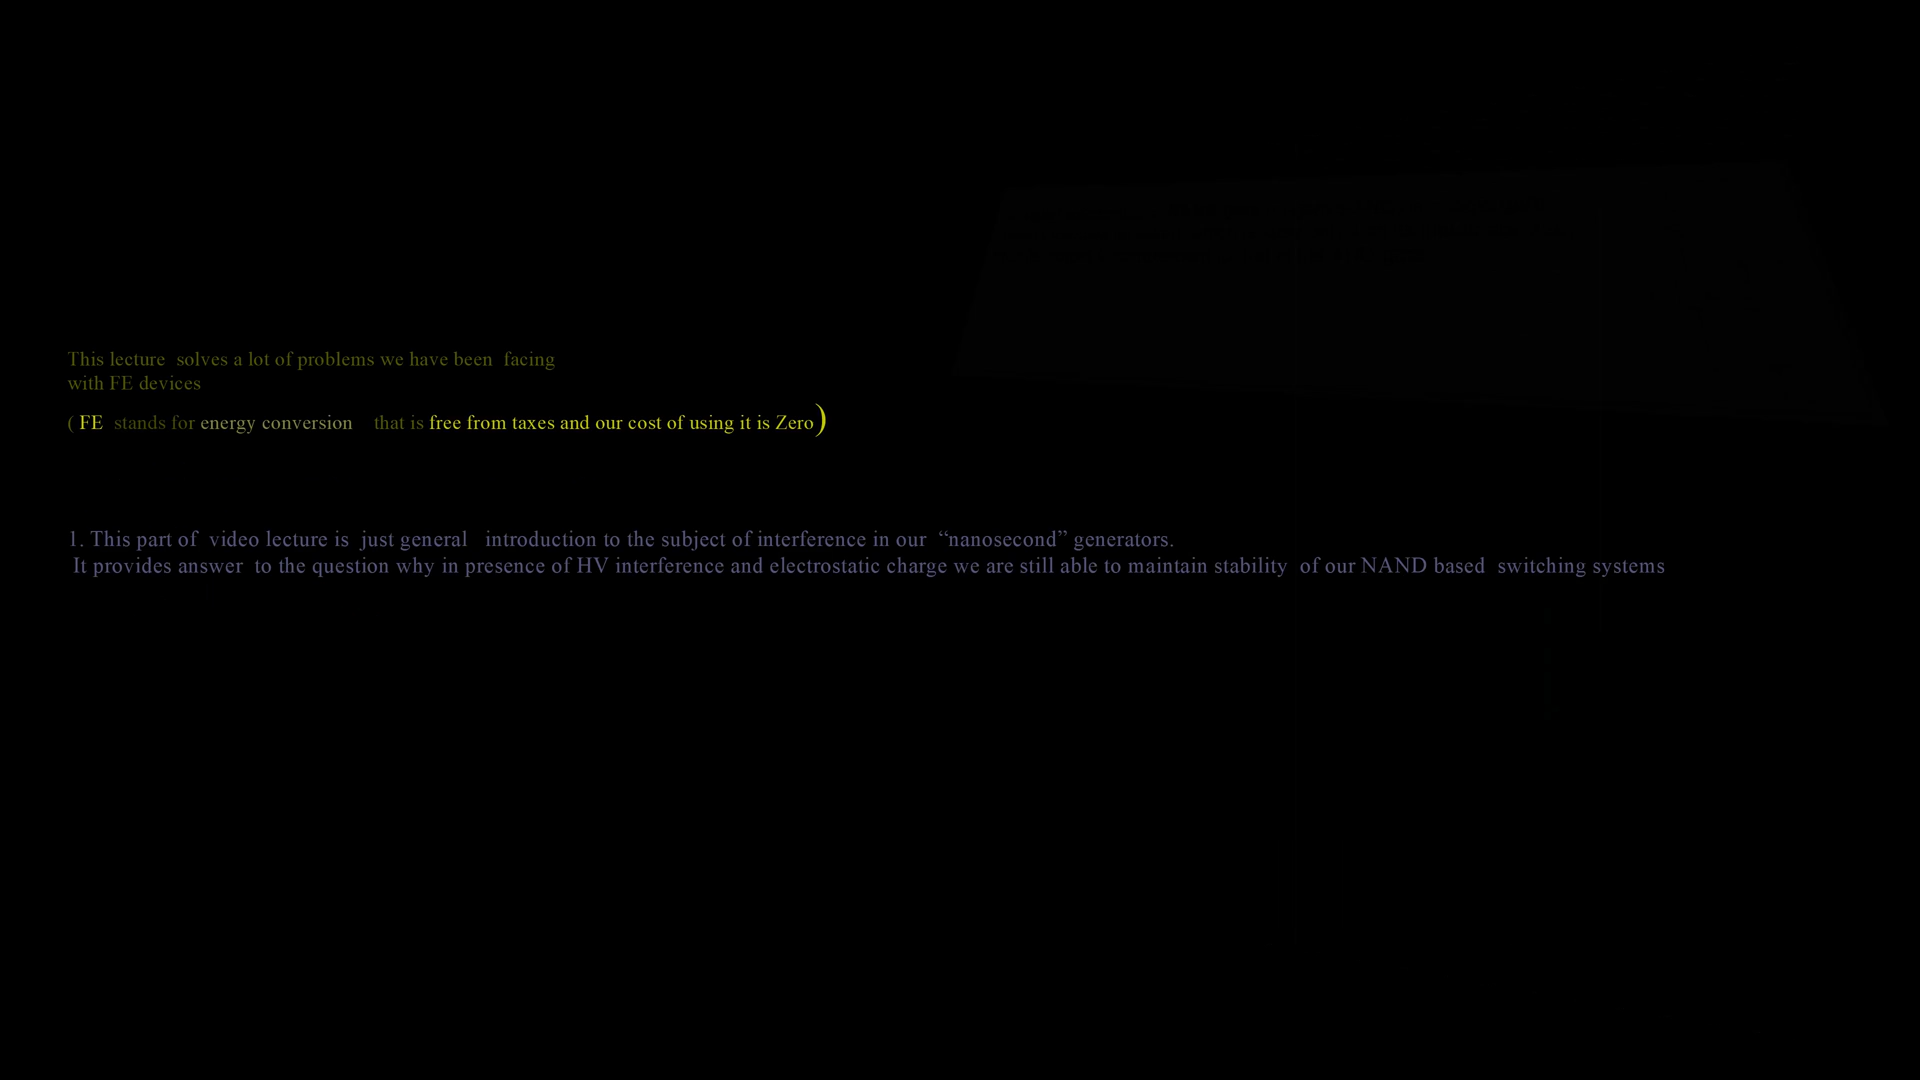 This lecture solves a lot of problems we have been facing
with FE devices
( FE stands for energy conversion that is free from taxes and our cost of using it is Zero )
1. This part of video lecture is just general introduction to the subject of interference in our “nanosecond” generators.
It provides answer to the question why in presence of HV interference and electrostatic charge we are still able to maintain stability of our NAND based switching systems